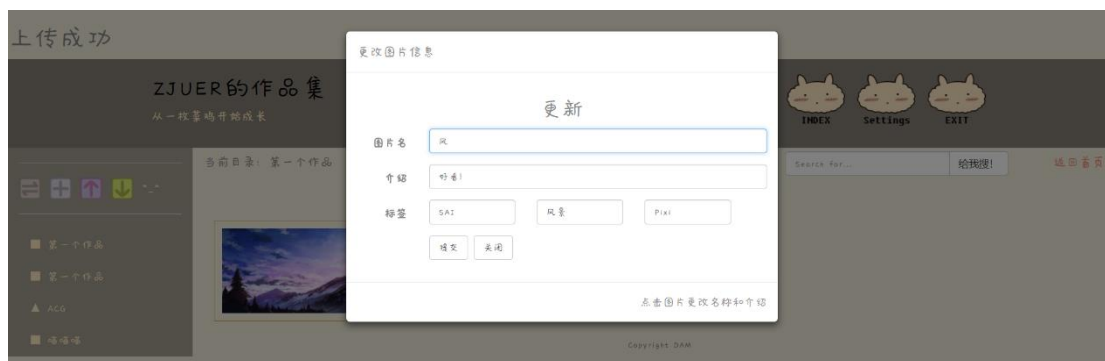 上传成功
更改图片信息
ZJUER的作品集
从一枚菜鸡开始成长
更新
INDEX Settings EXIT
图片名 风
当前目录: 第一个作品
Search for... 给我搜!
返回首页
介绍 好看!
标签 SAI 风景 Pixi
提交 关闭
第一个作品
第一个作品
ACG
喵喵喵
点击图片更改名称和介绍
Copyright DAM